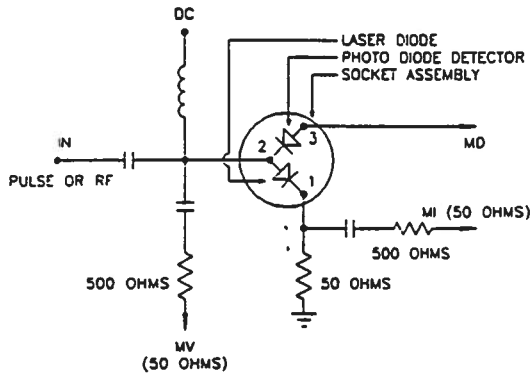 DC
LASER DIODE
PHOTO DIODE DETECTOR
SOCKET ASSEMBLY
IN
PULSE OR RF
2
3
1
MD
MI (50 OHMS)
500 OHMS
500 OHMS
50 OHMS
MV
(50 OHMS)